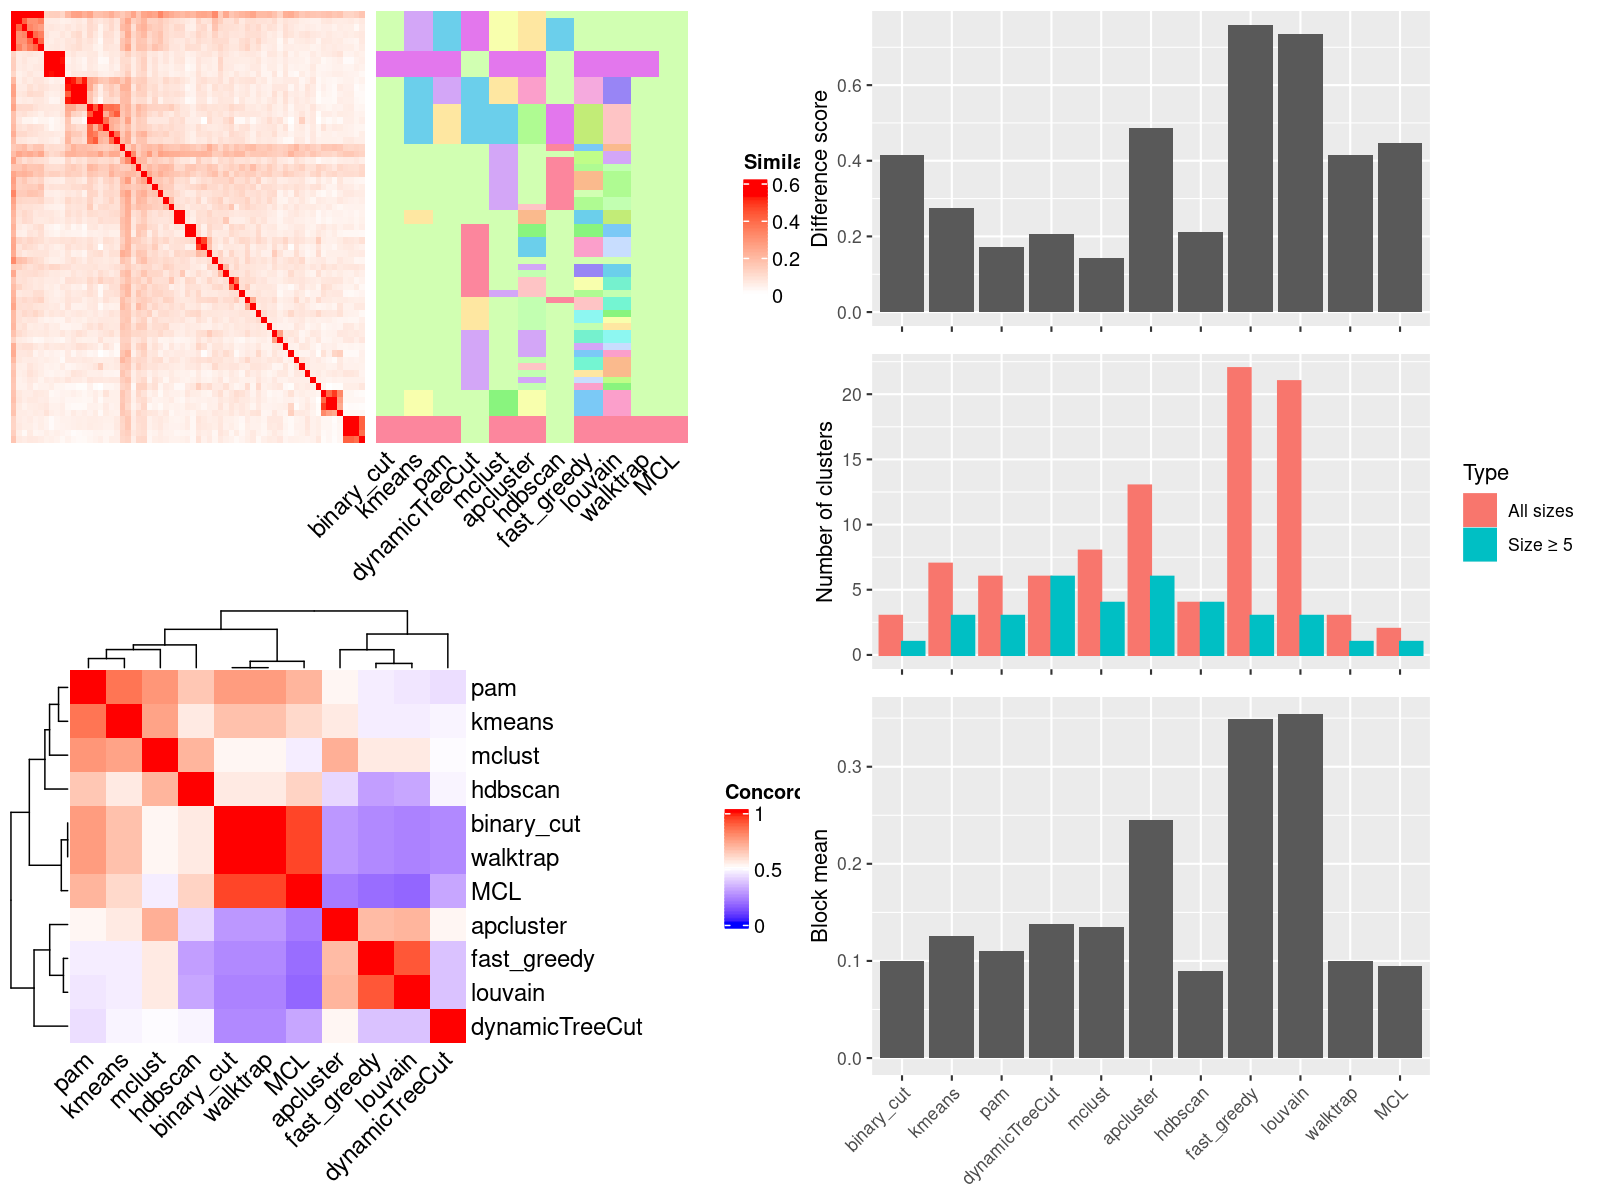 Simila
0.6
0.4
0.2
0
binary_cut
kmeans
pam
dynamicTreeCut
mclust
apcluster
hdbscan
fast_greedy
louvain
walktrap
MCL
pam
kmeans
mclust
hdbscan
binary_cut
walktrap
MCL
apcluster
fast_greedy
louvain
dynamicTreeCut
pam
kmeans
mclust
hdbscan
binary_cut
walktrap
MCL
apcluster
fast_greedy
louvain
dynamicTreeCut
Concord
1
0.5
0
Difference score
0.6
0.4
0.2
0.0
Number of clusters
20
15
10
5
0
Type
All sizes
Size ≥ 5
Block mean
0.3
0.2
0.1
0.0
binary_cut
kmeans
pam
dynamicTreeCut
mclust
apcluster
hdbscan
fast_greedy
louvain
walktrap
MCL